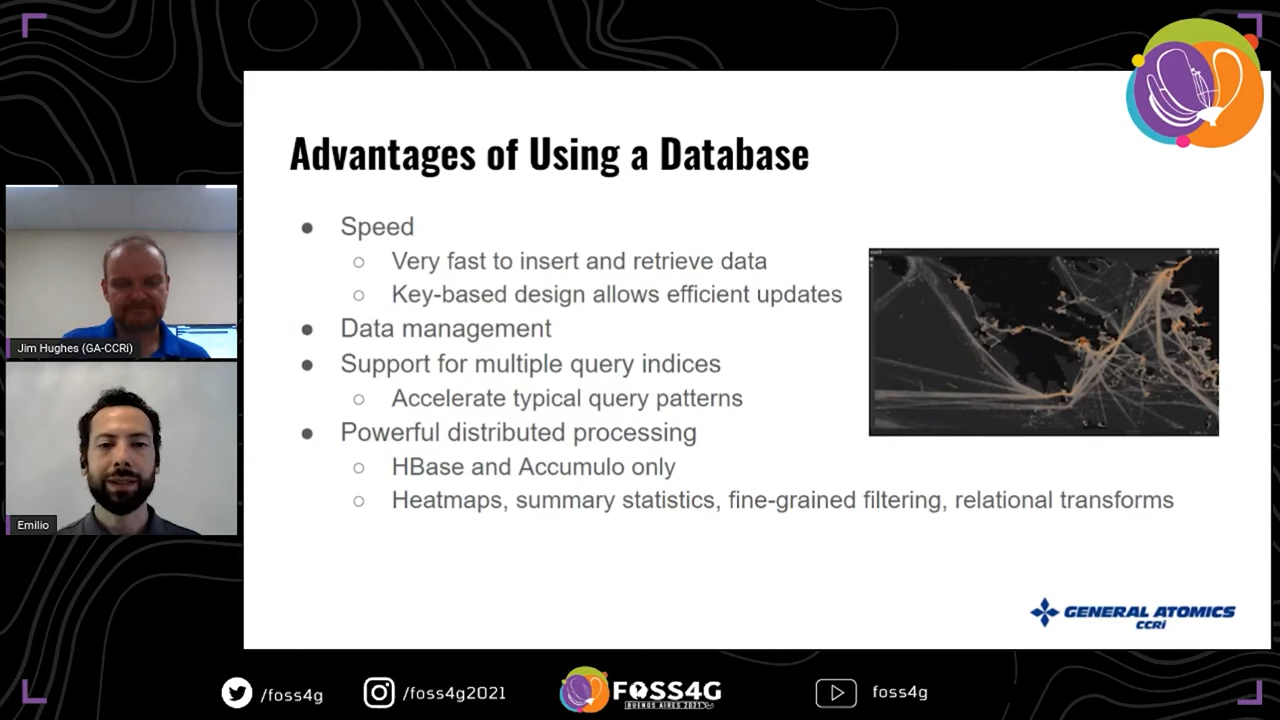 Advantages of Using a Database
● Speed
○ Very fast to insert and retrieve data
○ Key-based design allows efficient updates
● Data management
● Support for multiple query indices
○ Accelerate typical query patterns
● Powerful distributed processing
○ HBase and Accumulo only
○ Heatmaps, summary statistics, fine-grained filtering, relational transforms
Jim Hughes (GA-CCRi)
Emilio
GENERAL ATOMICS
CCRi
/foss4g
/foss4g2021
FOSS4G
BUENOS AIRES 2021
foss4g